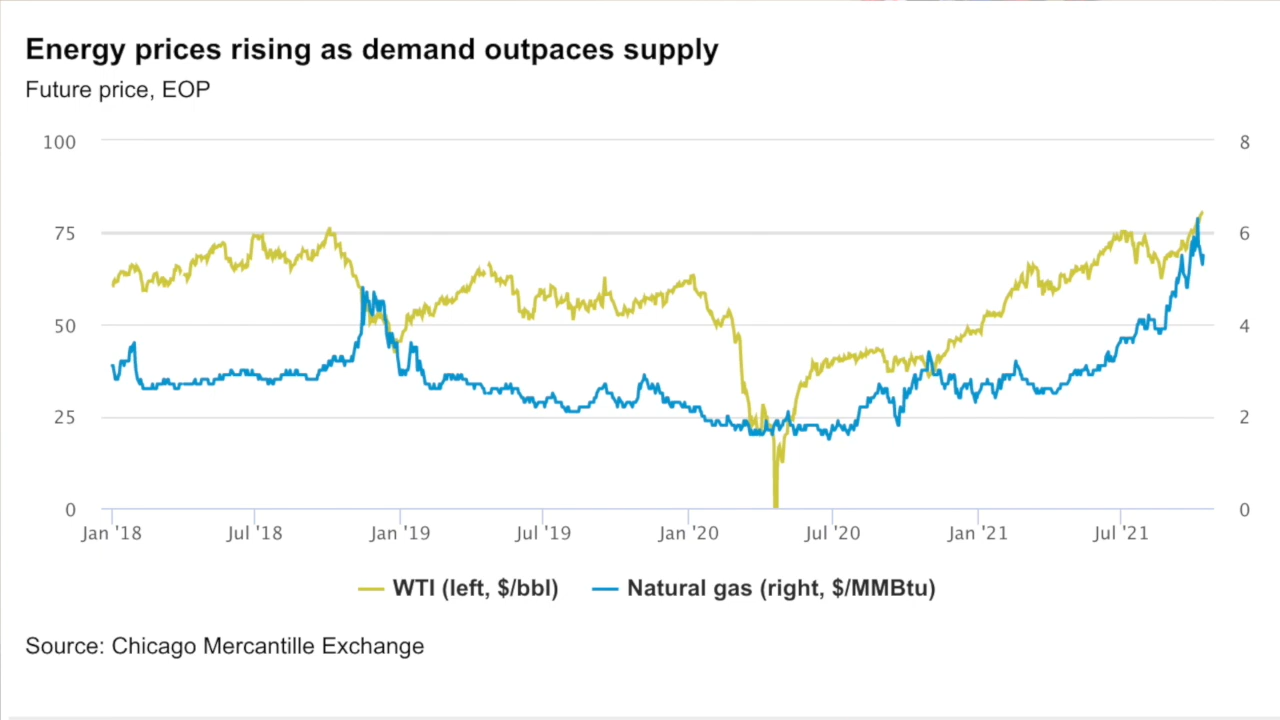 Energy prices rising as demand outpaces supply
Future price, EOP
100 8
75 6
50 4
25 2
0 0
Jan '18 Jul '18 Jan '19 Jul '19 Jan '20 Jul '20 Jan '21 Jul '21
WTI (left, $/bbl) Natural gas (right, $/MMBtu)
Source: Chicago Mercantille Exchange